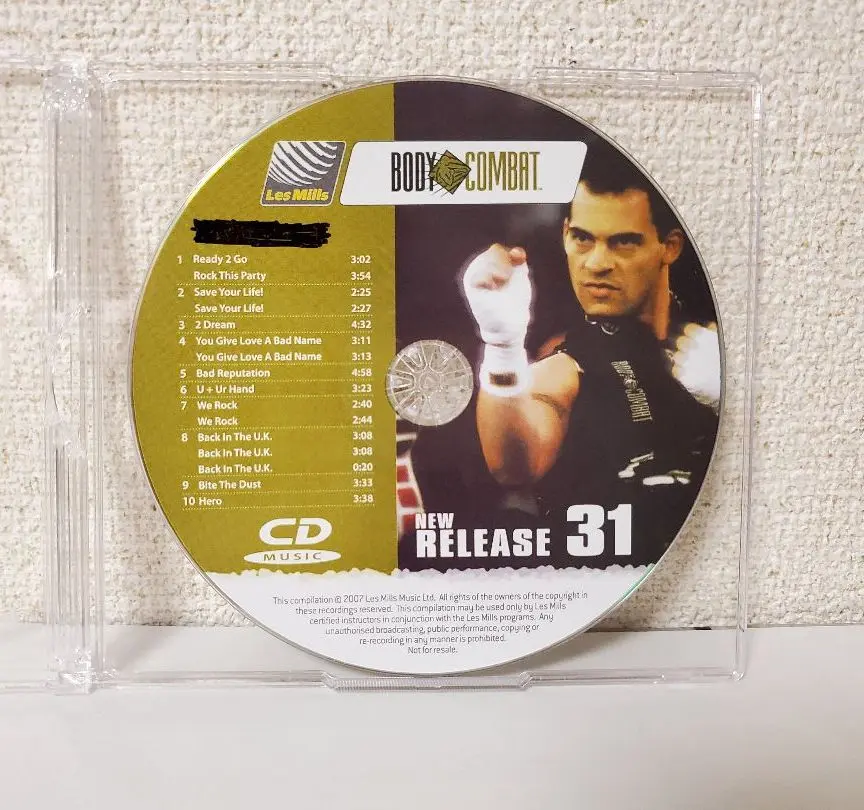 Les Mills
BODY COMBAT™
1 Ready 2 Go 3:02
Rock This Party 3:54
2 Save Your Life! 2:25
Save Your Life! 2:27
3 2 Dream 4:32
4 You Give Love A Bad Name 3:11
You Give Love A Bad Name 3:13
5 Bad Reputation 4:58
6 U + Ur Hand 3:23
7 We Rock 2:40
We Rock 2:44
8 Back In The U.K. 3:08
Back In The U.K. 3:08
Back In The U.K. 0:20
9 Bite The Dust 3:33
10 Hero 3:38
BODY COMBAT
CD
MUSIC
NEW
RELEASE 31
This compilation © 2007 Les Mills Music Ltd. All rights of the owners of the copyright in
these recordings reserved. This compilation may be used only by Les Mills
certified instructors in conjunction with the Les Mills programs. Any
unauthorised broadcasting, public performance, copying or
re-recording in any manner is prohibited.
Not for resale.